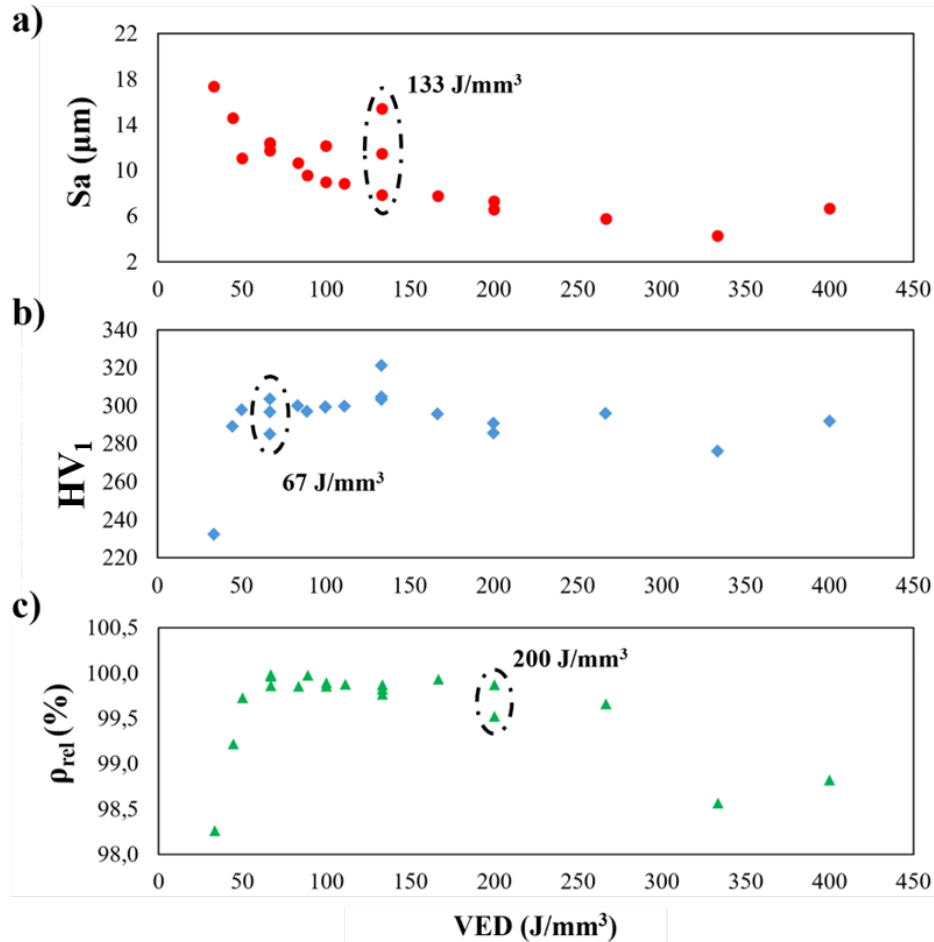 a)
22
18
14
10
6
2
Sa (µm)
133 J/mm³
0 50 100 150 200 250 300 350 400 450
b)
340
320
300
280
260
240
220
HV₁
67 J/mm³
0 50 100 150 200 250 300 350 400 450
c)
100,5
100,0
99,5
99,0
98,5
98,0
ρrel (%)
200 J/mm³
0 50 100 150 200 250 300 350 400 450
VED (J/mm³)